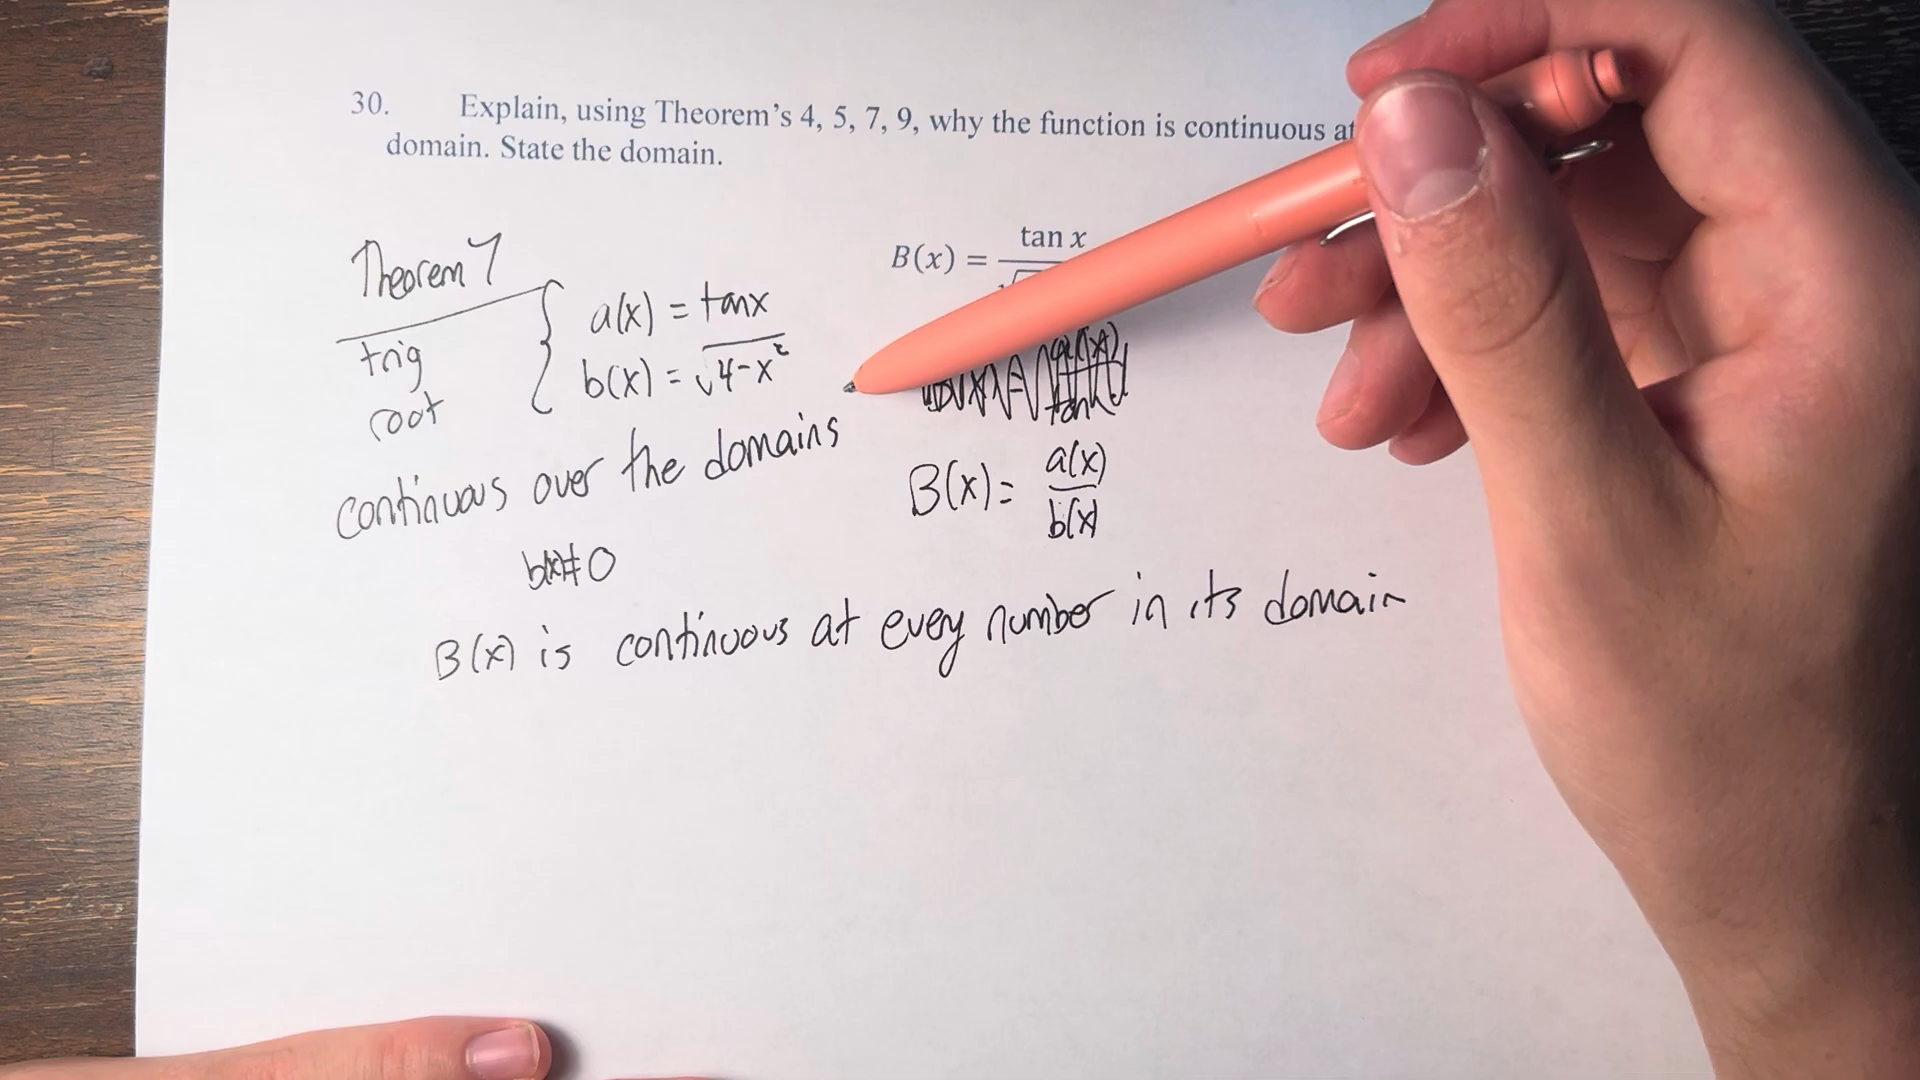 30. Explain, using Theorem's 4, 5, 7, 9, why the function is continuous at
domain. State the domain.
B(x) = tan x / √
Theorem 7
trig
root
a(x) = tanx
b(x) = √4-x²
continuous over the domains
B(x) = a(x) / b(x)
b(x)≠0
B(x) is continuous at every number in its domain